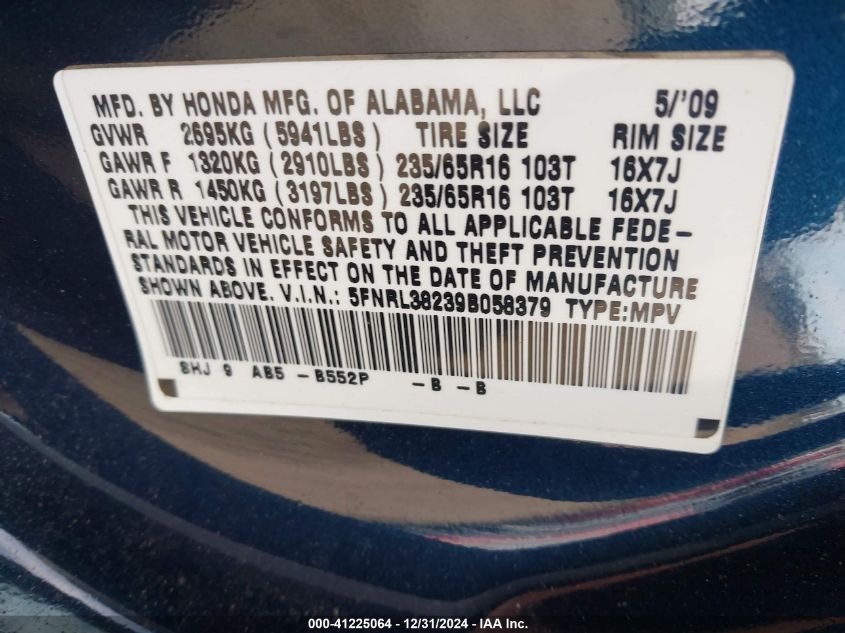 MFD. BY HONDA MFG. OF ALABAMA, LLC 5/'09
GVWR 2695KG (5941LBS) TIRE SIZE RIM SIZE
GAWR F 1320KG (2910LBS) 235/65R16 103T 16X7J
GAWR R 1450KG (3197LBS) 235/65R16 103T 16X7J
THIS VEHICLE CONFORMS TO ALL APPLICABLE FEDE-
RAL MOTOR VEHICLE SAFETY AND THEFT PREVENTION
STANDARDS IN EFFECT ON THE DATE OF MANUFACTURE
SHOWN ABOVE. V.I.N.: 5FNRL38239B058379 TYPE:MPV
SHJ 9 AB5 -B552P -B -B
000-41225064 - 12/31/2024 - IAA Inc.